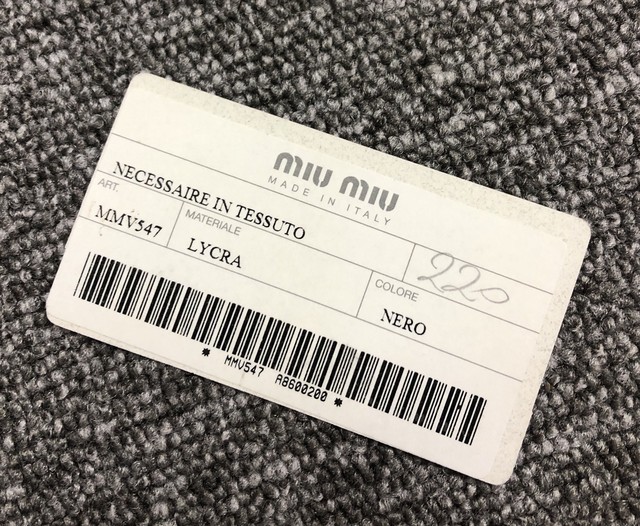 miu miu
MADE IN ITALY
NECESSAIRE IN TESSUTO
220
ART.
MMV547
MATERIALE
LYCRA
COLORE
NERO
* MMV547 A8600200 *